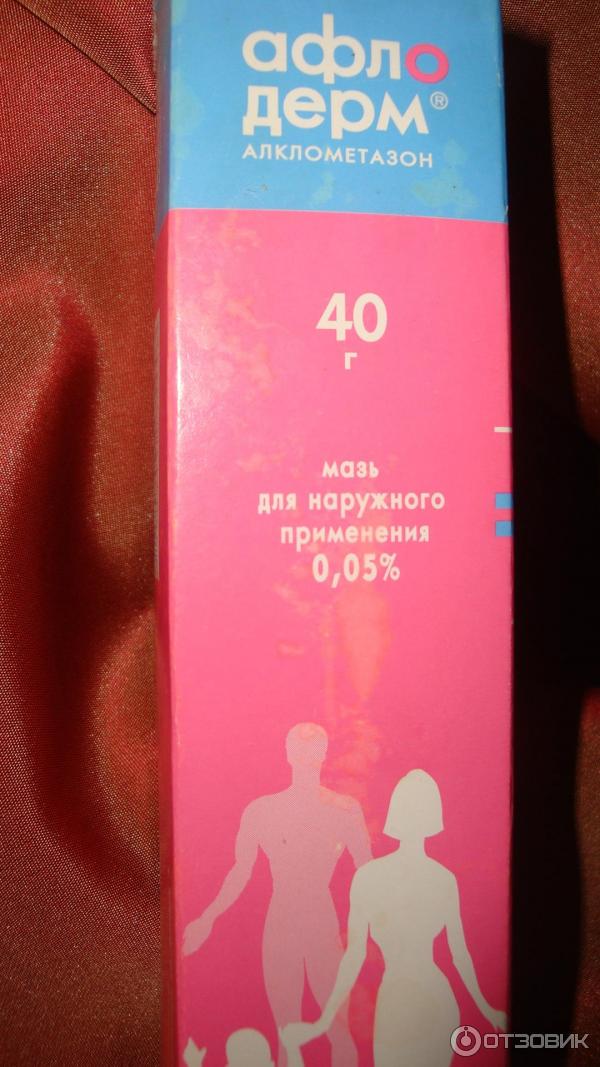 афло
дерм®
АЛКЛОМЕТАЗОН
40
г
мазь
для наружного
применения
0,05%
ОТЗОВИК